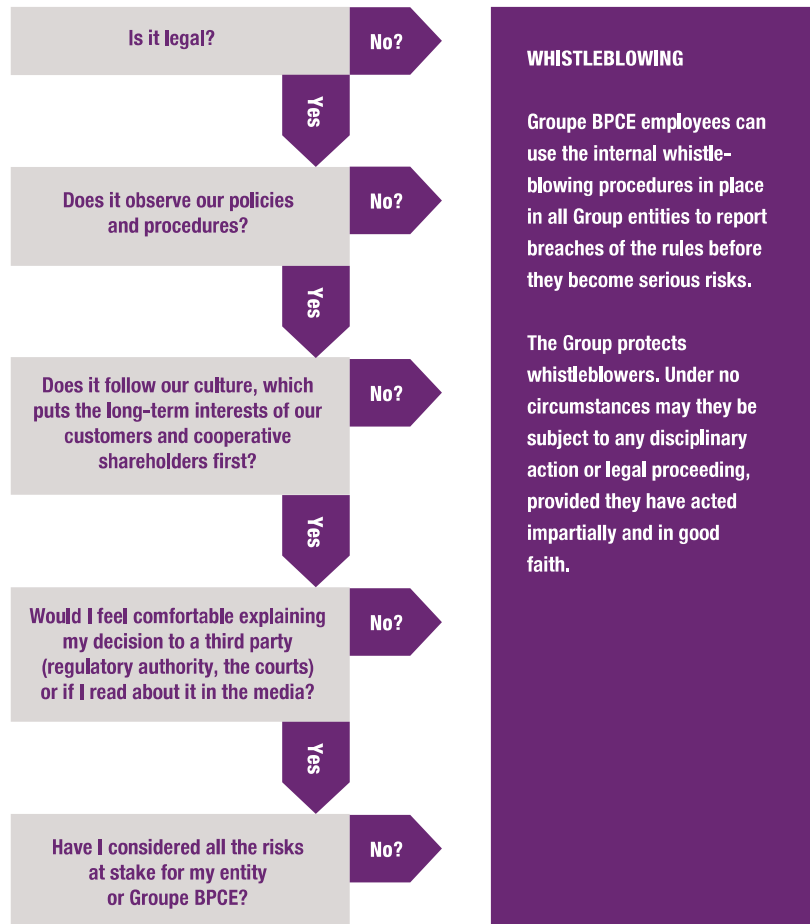 Is it legal?
No?
Yes
Does it observe our policies
and procedures?
No?
Yes
Does it follow our culture, which
puts the long-term interests of our
customers and cooperative
shareholders first?
No?
Yes
Would I feel comfortable explaining
my decision to a third party
(regulatory authority, the courts)
or if I read about it in the media?
No?
Yes
Have I considered all the risks
at stake for my entity
or Groupe BPCE?
No?
WHISTLEBLOWING
Groupe BPCE employees can
use the internal whistle-
blowing procedures in place
in all Group entities to report
breaches of the rules before
they become serious risks.
The Group protects
whistleblowers. Under no
circumstances may they be
subject to any disciplinary
action or legal proceeding,
provided they have acted
impartially and in good
faith.